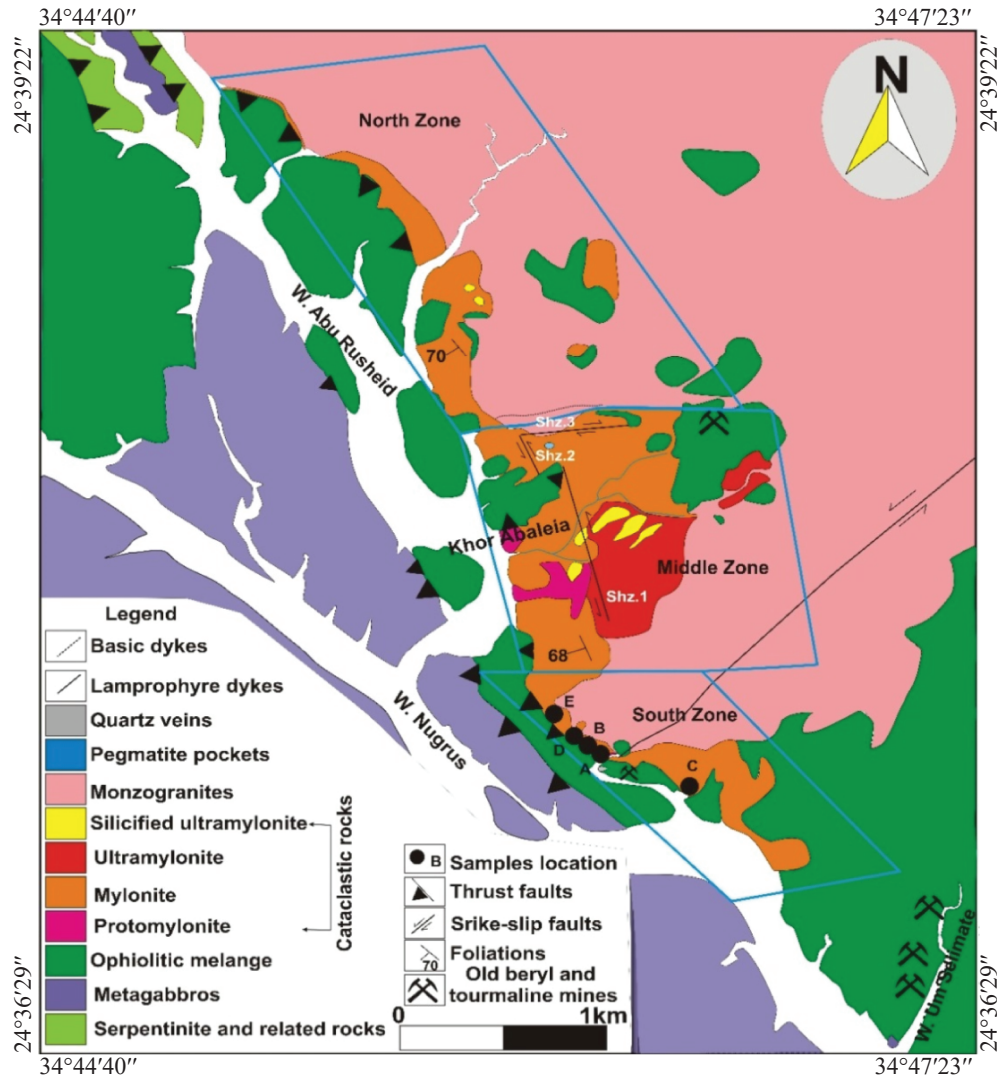 34°44′40′′
34°47′23′′
24°39′22′′
24°39′22′′
N
North Zone
W. Abu Rusheid
70
Shz.3
Shz.2
Khor Abaleia
Middle Zone
Shz.1
68
E
South Zone
B
D
A
C
W. Nugrus
W. Um Sellimate
Legend
Basic dykes
Lamprophyre dykes
Quartz veins
Pegmatite pockets
Monzogranites
Silicified ultramylonite
Ultramylonite
Mylonite
Protomylonite
Cataclastic rocks
Ophiolitic melange
Metagabbros
Serpentinite and related rocks
B Samples location
Thrust faults
Srike-slip faults
70 Foliations
Old beryl and
tourmaline mines
0 1km
24°36′29′′
24°36′29′′
34°44′40′′
34°47′23′′